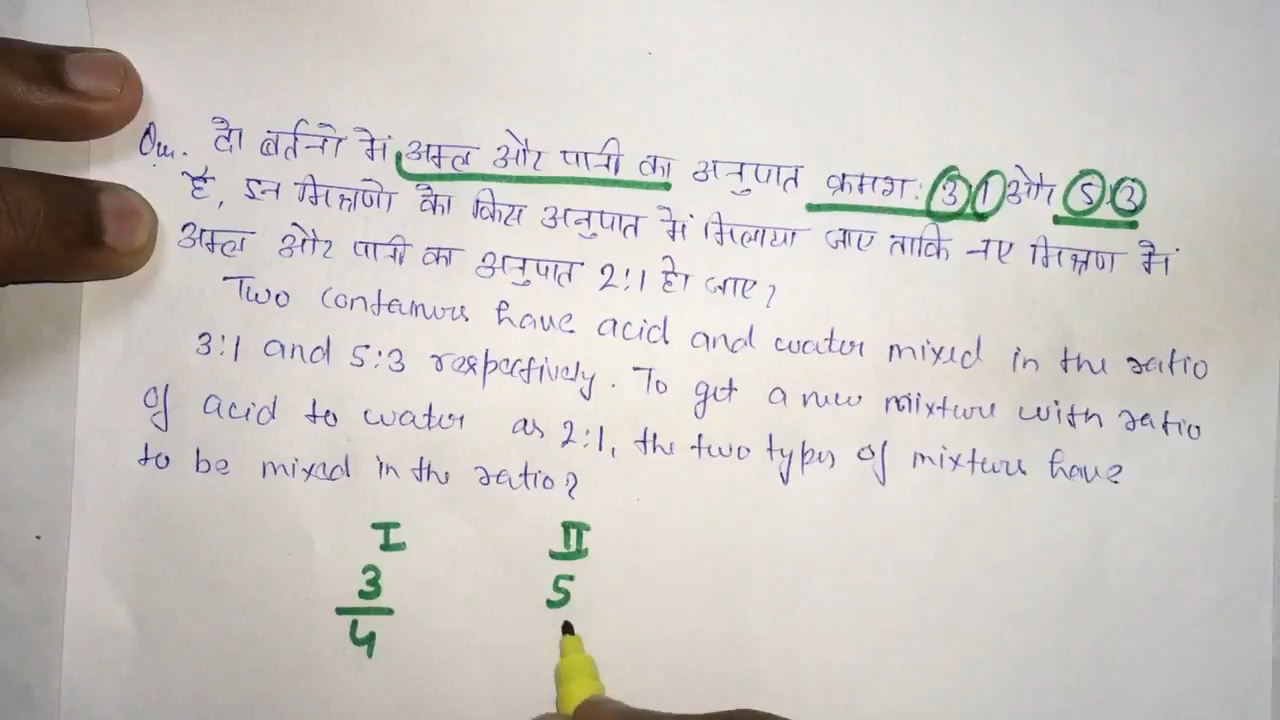 Qu. दो बर्तनो में अम्ल और पानी का अनुपात क्रमशः 3:1 और 5:3
है, इन मिश्रणो को किस अनुपात में मिलाया जाए ताकि नए मिश्रण में
अम्ल और पानी का अनुपात 2:1 हो जाए?
Two containers have acid and water mixed in the ratio
3:1 and 5:3 respectively. To get a new mixture with ratio
of acid to water as 2:1, the two types of mixture have
to be mixed in the ratio?
I II
3 5
4